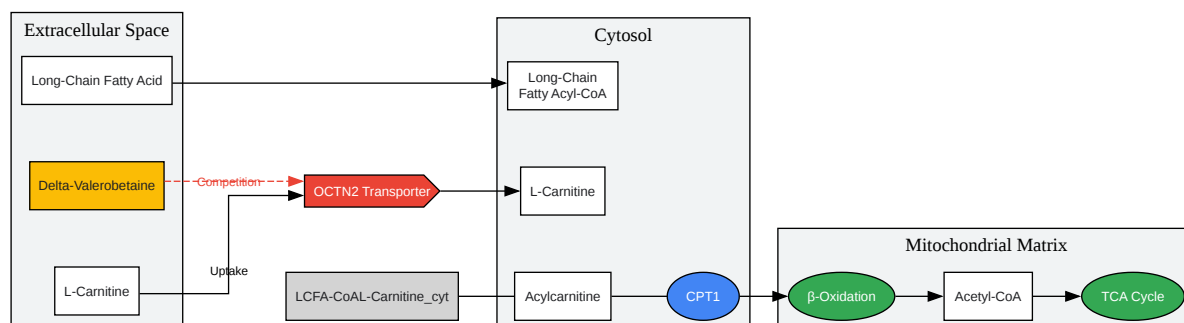 Extracellular Space
Cytosol
Long-Chain Fatty Acid
Long-Chain
Fatty Acyl-CoA
Delta-Valerobetaine
Competition
OCTN2 Transporter
L-Carnitine
Mitochondrial Matrix
Uptake
L-Carnitine
LCFA-CoAL-Carnitine_cyt
Acylcarnitine
CPT1
β-Oxidation
Acetyl-CoA
TCA Cycle